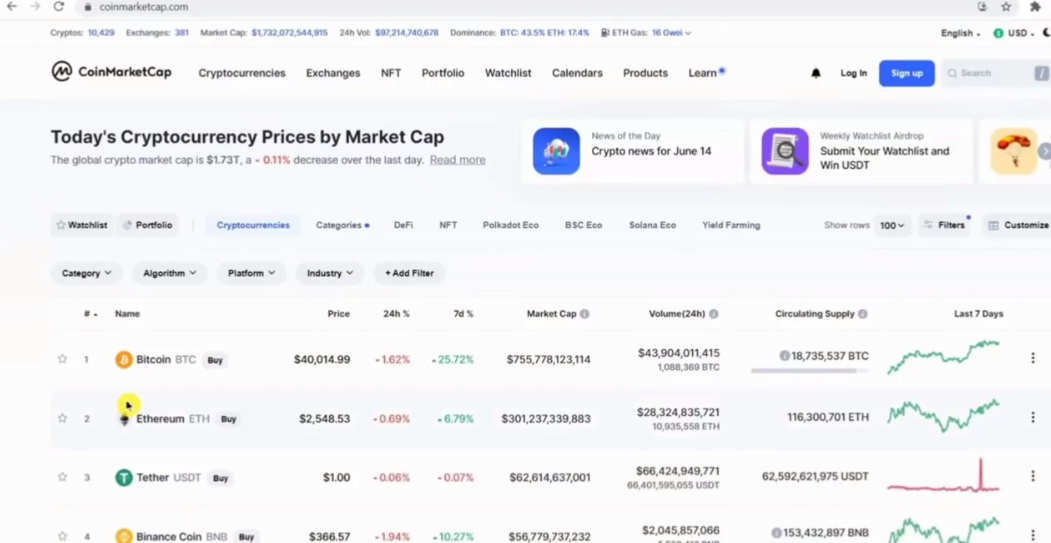 coinmarketcap.com
Cryptos: 10,429 Exchanges: 381 Market Cap: $1,732,072,544,915 24h Vol: $97,214,740,678 Dominance: BTC: 43.5% ETH: 17.4% ETH Gas: 16 Gwei English USD
CoinMarketCap Cryptocurrencies Exchanges NFT Portfolio Watchlist Calendars Products Learn Log In Sign up Search /
Today's Cryptocurrency Prices by Market Cap
The global crypto market cap is $1.73T, a 0.11% decrease over the last day. Read more
News of the Day
Crypto news for June 14
Weekly Watchlist Airdrop
Submit Your Watchlist and
Win USDT
Watchlist Portfolio Cryptocurrencies Categories DeFi NFT Polkadot Eco BSC Eco Solana Eco Yield Farming Show rows 100 Filters Customize
Category Algorithm Platform Industry + Add Filter
# Name Price 24h % 7d % Market Cap Volume(24h) Circulating Supply Last 7 Days
1 Bitcoin BTC Buy $40,014.99 1.62% 25.72% $755,778,123,114 $43,904,011,415 18,735,537 BTC
1,088,369 BTC
2 Ethereum ETH Buy $2,548.53 0.69% 6.79% $301,237,339,883 $28,324,835,721 116,300,701 ETH
10,935,558 ETH
3 Tether USDT Buy $1.00 0.06% 0.07% $62,614,637,001 $66,424,949,771 62,592,621,975 USDT
66,401,595,055 USDT
4 Binance Coin BNB Buy $366.57 1.94% 10.27% $56,779,737,232 $2,045,857,066 153,432,897 BNB